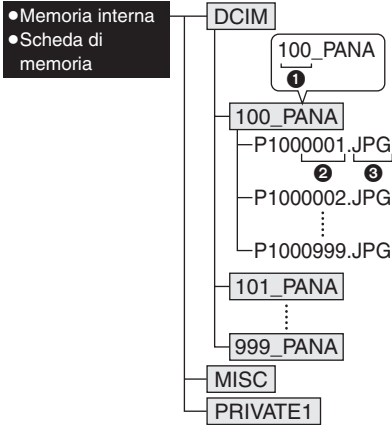 ●Memoria interna
●Scheda di
memoria
DCIM
100_PANA
❶
100_PANA
P1000001.JPG
❷ ❸
P1000002.JPG
P1000999.JPG
101_PANA
999_PANA
MISC
PRIVATE1